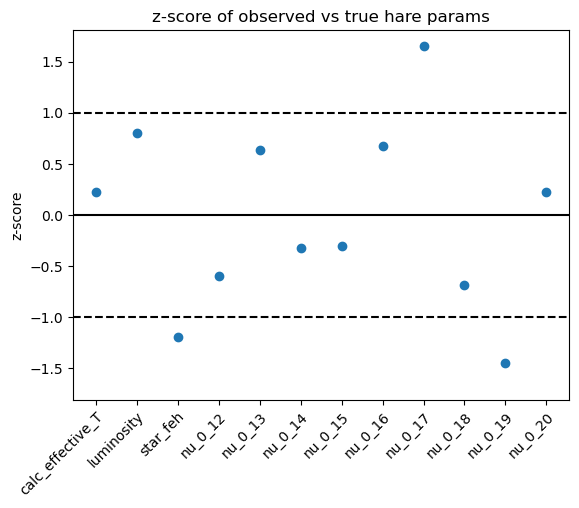 z-score of observed vs true hare params
z-score
1.5
1.0
0.5
0.0
−0.5
−1.0
−1.5
calc_effective_T
luminosity
star_feh
nu_0_12
nu_0_13
nu_0_14
nu_0_15
nu_0_16
nu_0_17
nu_0_18
nu_0_19
nu_0_20